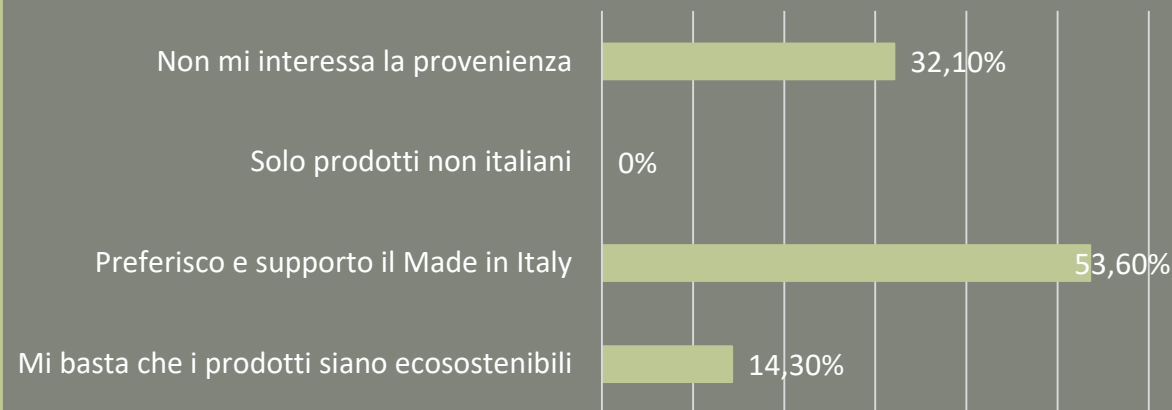 Non mi interessa la provenienza 32,10%
Solo prodotti non italiani 0%
Preferisco e supporto il Made in Italy 53,60%
Mi basta che i prodotti siano ecosostenibili 14,30%